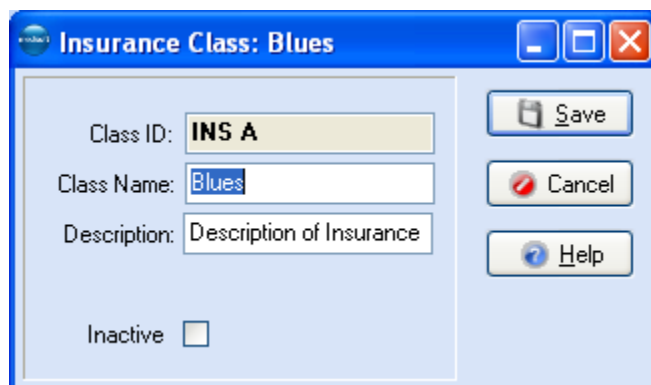 Insurance Class: Blues
Class ID: INS A
Save
Class Name: Blues
Cancel
Description: Description of Insurance
Help
Inactive